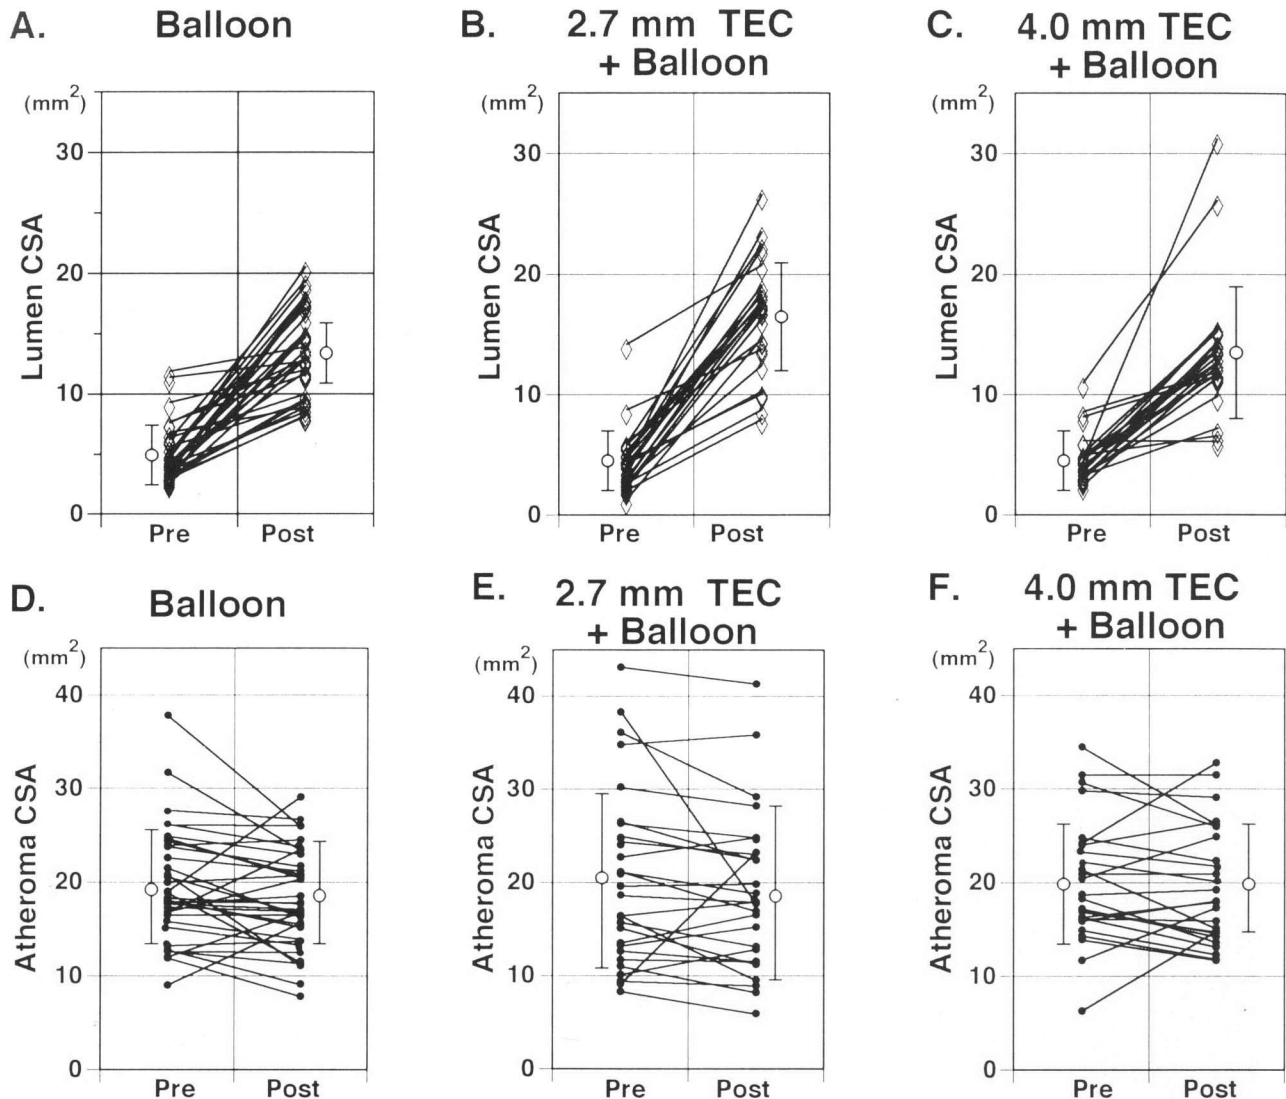 A. Balloon
B. 2.7 mm TEC
+ Balloon
C. 4.0 mm TEC
+ Balloon
(mm²)
30
20
10
0
Lumen CSA
Pre Post
(mm²)
30
20
10
0
Lumen CSA
Pre Post
(mm²)
30
20
10
0
Lumen CSA
Pre Post
D. Balloon
E. 2.7 mm TEC
+ Balloon
F. 4.0 mm TEC
+ Balloon
(mm²)
40
30
20
10
0
Atheroma CSA
Pre Post
(mm²)
40
30
20
10
0
Atheroma CSA
Pre Post
(mm²)
40
30
20
10
0
Atheroma CSA
Pre Post